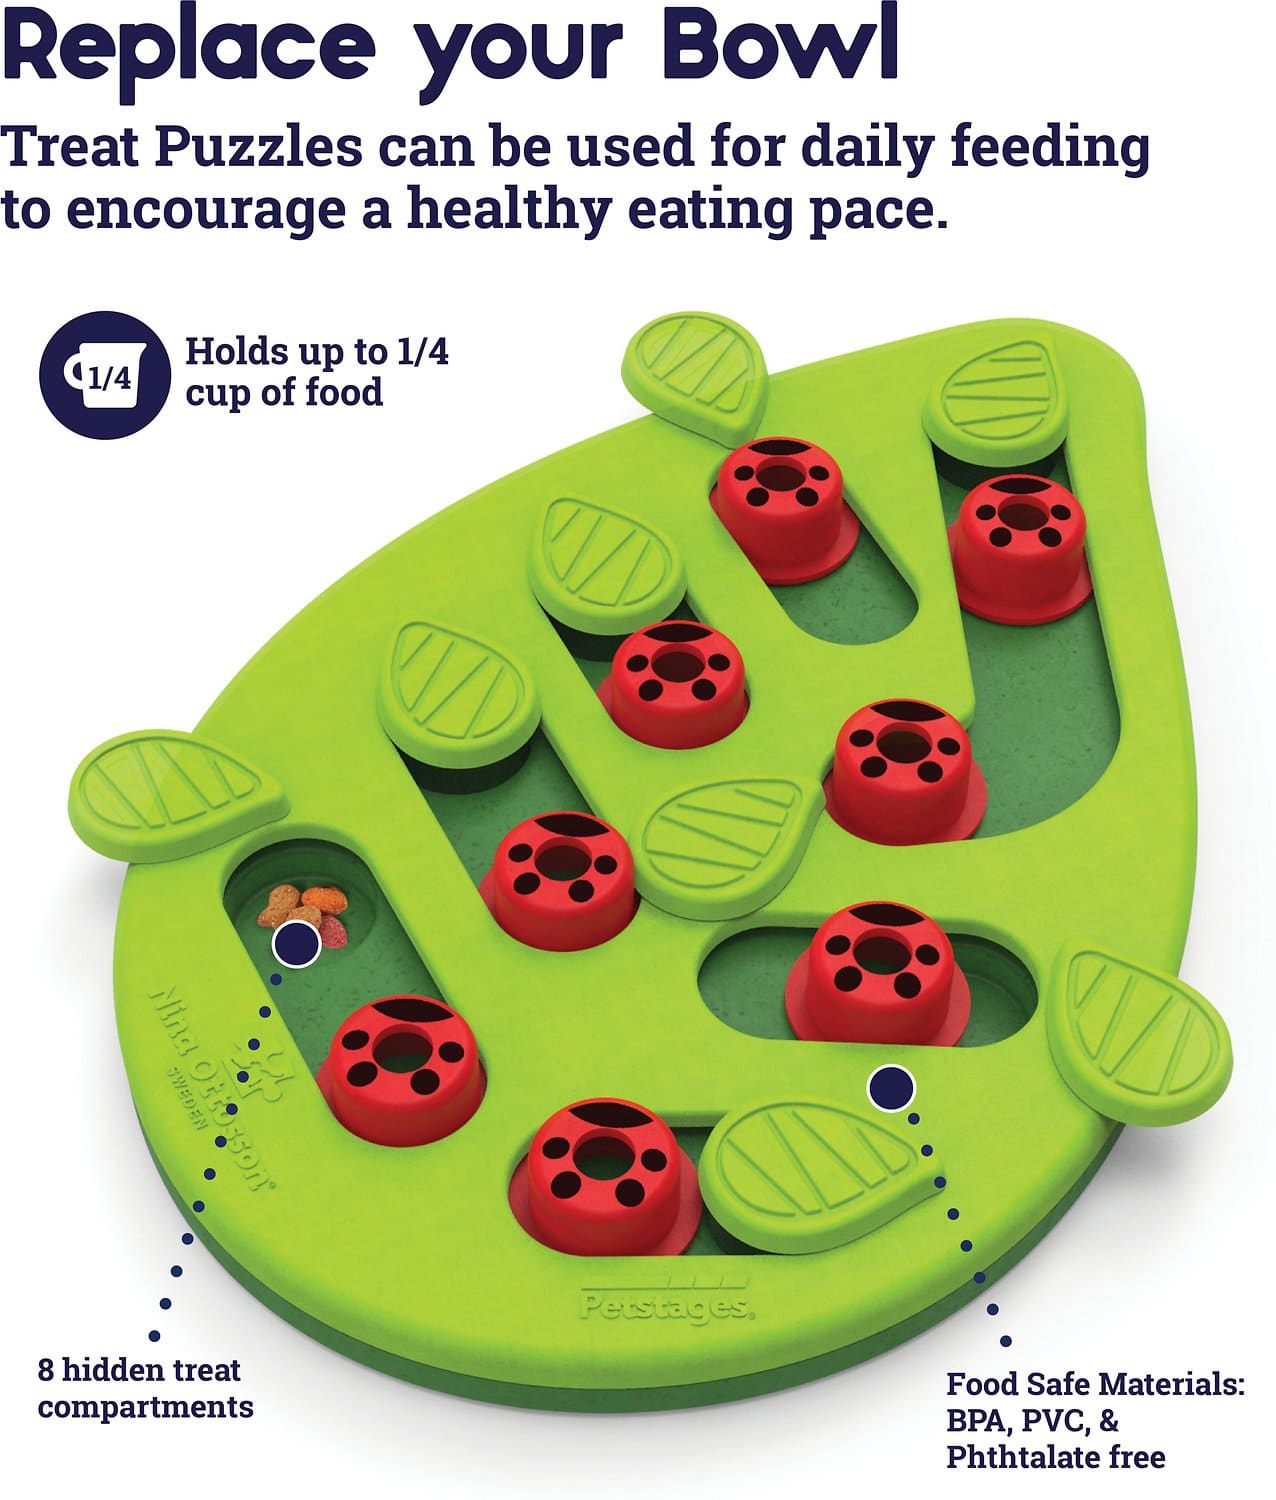 Replace your Bowl
Treat Puzzles can be used for daily feeding
to encourage a healthy eating pace.
1/4
Holds up to 1/4
cup of food
Nina Ottosson®
SWEDEN
Petstages®
8 hidden treat
compartments
Food Safe Materials:
BPA, PVC, &
Phthtalate free